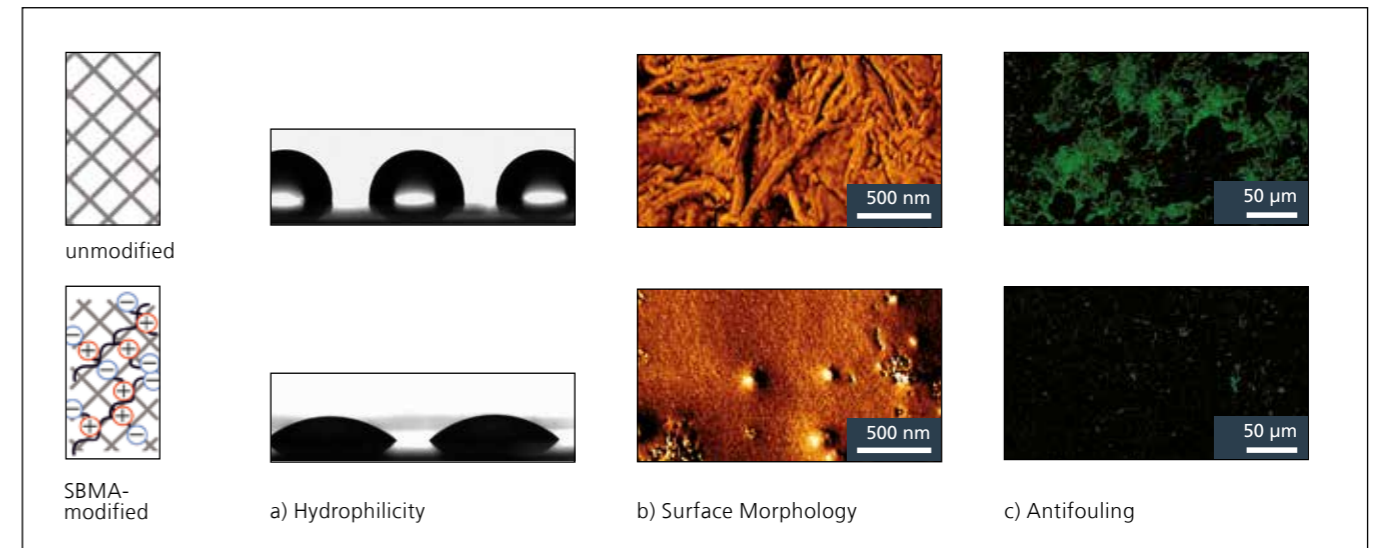 500 nm
50 µm
unmodified
500 nm
50 µm
SBMA-
modified
a) Hydrophilicity
b) Surface Morphology
c) Antifouling